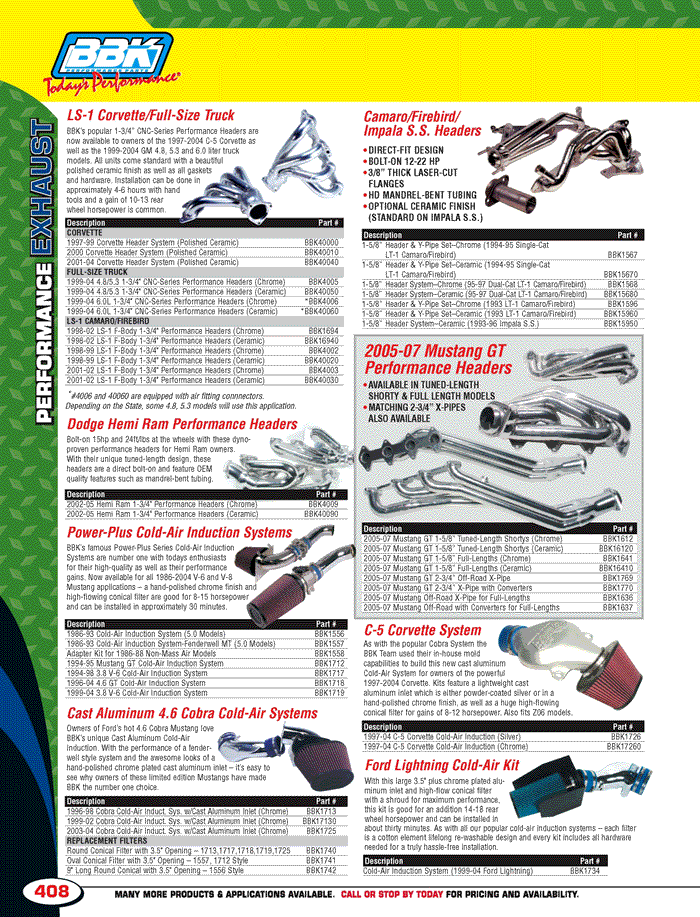 BBK
PERFORMANCE PARTS
Today's Performance
PERFORMANCE EXHAUST
LS-1 Corvette/Full-Size Truck
BBK's popular 1-3/4" CNC-Series Performance Headers are
now available to owners of the 1997-2004 C-5 Corvette as
well as the 1999-2004 GM 4.8, 5.3 and 6.0 liter truck
models. All units come standard with a beautiful
polished ceramic finish as well as all gaskets
and hardware. Installation can be done in
approximately 4-6 hours with hand
tools and a gain of 10-13 rear
wheel horsepower is common.
Description Part #
CORVETTE
1997-99 Corvette Header System (Polished Ceramic) BBK40000
2000 Corvette Header System (Polished Ceramic) BBK40010
2001-04 Corvette Header System (Polished Ceramic) BBK40040
FULL-SIZE TRUCK
1999-04 4.8/5.3 1-3/4" CNC-Series Performance Headers (Chrome) BBK4005
1999-04 4.8/5.3 1-3/4" CNC-Series Performance Headers (Ceramic) BBK40050
1999-04 6.0L 1-3/4" CNC-Series Performance Headers (Chrome) *BBK4006
1999-04 6.0L 1-3/4" CNC-Series Performance Headers (Ceramic) *BBK40060
LS-1 CAMARO/FIREBIRD
1998-02 LS-1 F-Body 1-3/4" Performance Headers (Chrome) BBK1694
1998-02 LS-1 F-Body 1-3/4" Performance Headers (Ceramic) BBK16940
1998-99 LS-1 F-Body 1-3/4" Performance Headers (Chrome) BBK4002
1998-99 LS-1 F-Body 1-3/4" Performance Headers (Ceramic) BBK40020
2001-02 LS-1 F-Body 1-3/4" Performance Headers (Chrome) BBK4003
2001-02 LS-1 F-Body 1-3/4" Performance Headers (Ceramic) BBK40030
*#4006 and 40060 are equipped with air fitting connectors.
Depending on the State, some 4.8, 5.3 models will use this application.
Dodge Hemi Ram Performance Headers
Bolt-on 15hp and 24ft/lbs at the wheels with these dyno-
proven performance headers for Hemi Ram owners.
With their unique tuned-length design, these
headers are a direct bolt-on and feature OEM
quality features such as mandrel-bent tubing.
Description Part #
2002-05 Hemi Ram 1-3/4" Performance Headers (Chrome) BBK4009
2002-05 Hemi Ram 1-3/4" Performance Headers (Ceramic) BBK40090
Power-Plus Cold-Air Induction Systems
BBK's famous Power-Plus Series Cold-Air Induction
Systems are number one with todays enthusiasts
for their high-quality as well as their performance
gains. Now available for all 1986-2004 V-6 and V-8
Mustang applications – a hand-polished chrome finish and
high-flowing conical filter are good for 8-15 horsepower
and can be installed in approximately 30 minutes.
Description Part #
1986-93 Cold-Air Induction System (5.0 Models) BBK1556
1986-93 Cold-Air Induction System-Fenderwell MT (5.0 Models) BBK1557
Adapter Kit for 1986-88 Non-Mass Air Models BBK1558
1994-95 Mustang GT Cold-Air Induction System BBK1712
1994-98 3.8 V-6 Cold-Air Induction System BBK1717
1996-04 4.6 GT Cold-Air Induction System BBK1718
1999-04 3.8 V-6 Cold-Air Induction System BBK1719
Cast Aluminum 4.6 Cobra Cold-Air Systems
Owners of Ford's hot 4.6 Cobra Mustang love
BBK's unique Cast Aluminum Cold-Air
Induction. With the performance of a fender-
well style system and the awesome looks of a
hand-polished chrome plated cast aluminum inlet – it's easy to
see why owners of these limited edition Mustangs have made
BBK the number one choice.
Description Part #
1996-98 Cobra Cold-Air Induct. Sys. w/Cast Aluminum Inlet (Chrome) BBK1713
1999-02 Cobra Cold-Air Induct. Sys. w/Cast Aluminum Inlet (Chrome) BBK17130
2003-04 Cobra Cold-Air Induct. Sys. w/Cast Aluminum Inlet (Chrome) BBK1725
REPLACEMENT FILTERS
Round Conical Filter with 3.5" Opening – 1713,1717,1718,1719,1725 BBK1740
Oval Conical Filter with 3.5" Opening – 1557, 1712 Style BBK1741
9" Long Round Conical with 3.5" Opening – 1556 Style BBK1742
Camaro/Firebird/
Impala S.S. Headers
• DIRECT-FIT DESIGN
• BOLT-ON 12-22 HP
• 3/8" THICK LASER-CUT
FLANGES
• HD MANDREL-BENT TUBING
• OPTIONAL CERAMIC FINISH
(STANDARD ON IMPALA S.S.)
Description Part #
1-5/8" Header & Y-Pipe Set–Chrome (1994-95 Single-Cat
LT-1 Camaro/Firebird) BBK1567
1-5/8" Header & Y-Pipe Set–Ceramic (1994-95 Single-Cat
LT-1 Camaro/Firebird) BBK15670
1-5/8" Header System–Chrome (95-97 Dual-Cat LT-1 Camaro/Firebird) BBK1568
1-5/8" Header System–Ceramic (95-97 Dual-Cat LT-1 Camaro/Firebird) BBK15680
1-5/8" Header & Y-Pipe Set–Chrome (1993 LT-1 Camaro/Firebird) BBK1596
1-5/8" Header & Y-Pipe Set–Ceramic (1993 LT-1 Camaro/Firebird) BBK15960
1-5/8" Header System–Ceramic (1993-96 Impala S.S.) BBK15950
2005-07 Mustang GT
Performance Headers
• AVAILABLE IN TUNED-LENGTH
SHORTY & FULL LENGTH MODELS
• MATCHING 2-3/4" X-PIPES
ALSO AVAILABLE
Description Part #
2005-07 Mustang GT 1-5/8" Tuned-Length Shortys (Chrome) BBK1612
2005-07 Mustang GT 1-5/8" Tuned-Length Shortys (Ceramic) BBK16120
2005-07 Mustang GT 1-5/8" Full-Lengths (Chrome) BBK1641
2005-07 Mustang GT 1-5/8" Full-Lengths (Ceramic) BBK16410
2005-07 Mustang GT 2-3/4" Off-Road X-Pipe BBK1769
2005-07 Mustang GT 2-3/4" X-Pipe with Converters BBK1770
2005-07 Mustang Off-Road X-Pipe for Full-Lengths BBK1636
2005-07 Mustang Off-Road with Converters for Full-Lengths BBK1637
C-5 Corvette System
As with the popular Cobra System the
BBK Team used their in-house mold
capabilities to build this new cast aluminum
Cold-Air System for owners of the powerful
1997-2004 Corvette. Kits feature a lightweight cast
aluminum inlet which is either powder-coated silver or in a
hand-polished chrome finish, as well as a huge high-flowing
conical filter for gains of 8-12 horsepower. Also fits Z06 models.
Description Part #
1997-04 C-5 Corvette Cold-Air Induction (Silver) BBK1726
1997-04 C-5 Corvette Cold-Air Induction (Chrome) BBK17260
Ford Lightning Cold-Air Kit
With this large 3.5" plus chrome plated alu-
minum inlet and high-flow conical filter
with a shroud for maximum performance,
this kit is good for an addition 14-18 rear
wheel horsepower and can be installed in
about thirty minutes. As with all our popular cold-air induction systems – each filter
is a cotton element lifelong re-washable design and every kit includes all hardware
needed for a truly hassle-free installation.
Description Part #
Cold-Air Induction System (1999-04 Ford Lightning) BBK1734
408
MANY MORE PRODUCTS & APPLICATIONS AVAILABLE. CALL OR STOP BY TODAY FOR PRICING AND AVAILABILITY.